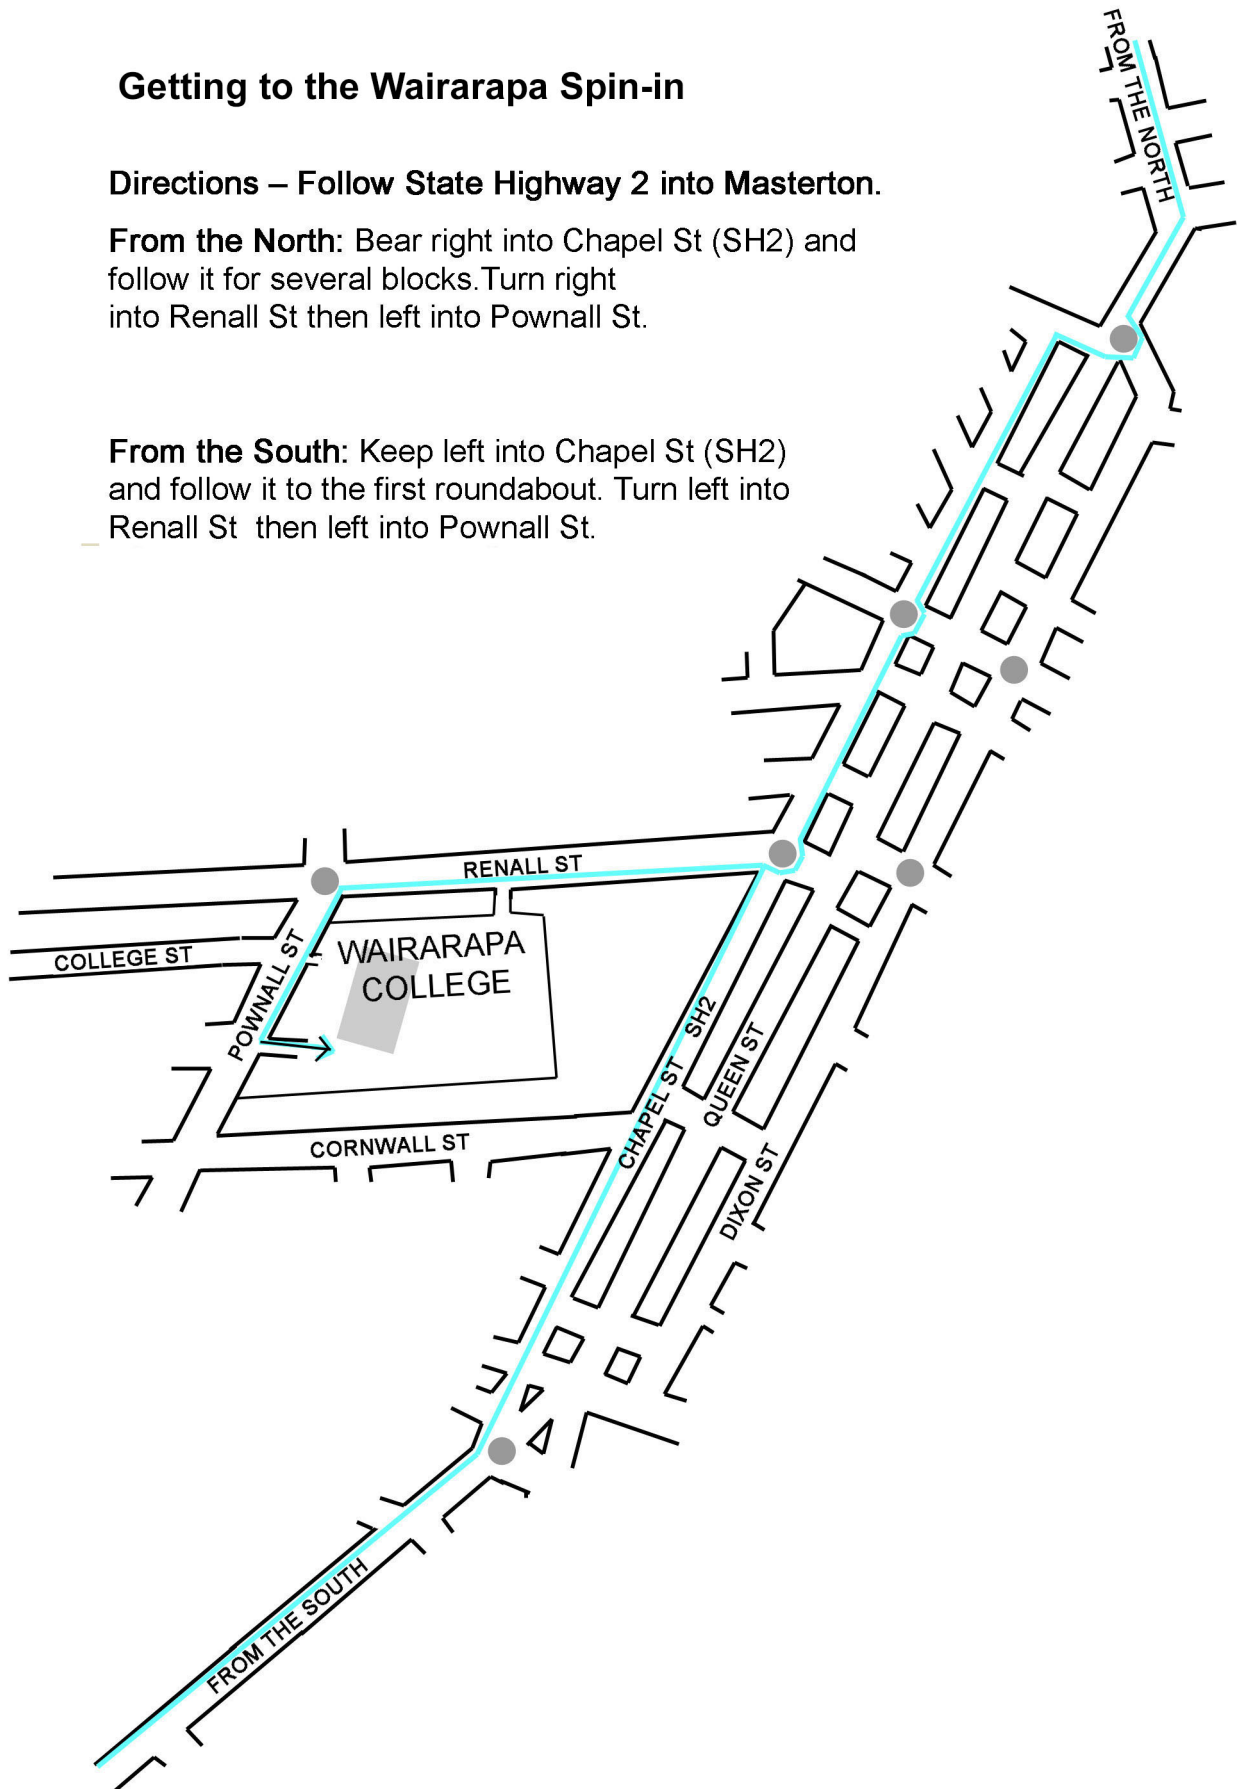 Getting to the Wairarapa Spin-in
Directions – Follow State Highway 2 into Masterton.
From the North: Bear right into Chapel St (SH2) and
follow it for several blocks.Turn right
into Renall St then left into Pownall St.
From the South: Keep left into Chapel St (SH2)
and follow it to the first roundabout. Turn left into
Renall St  then left into Pownall St.
FROM THE NORTH
RENALL ST
COLLEGE ST
POWNALL ST
WAIRARAPA
COLLEGE
SH2
CHAPEL ST
QUEEN ST
CORNWALL ST
DIXON ST
FROM THE SOUTH